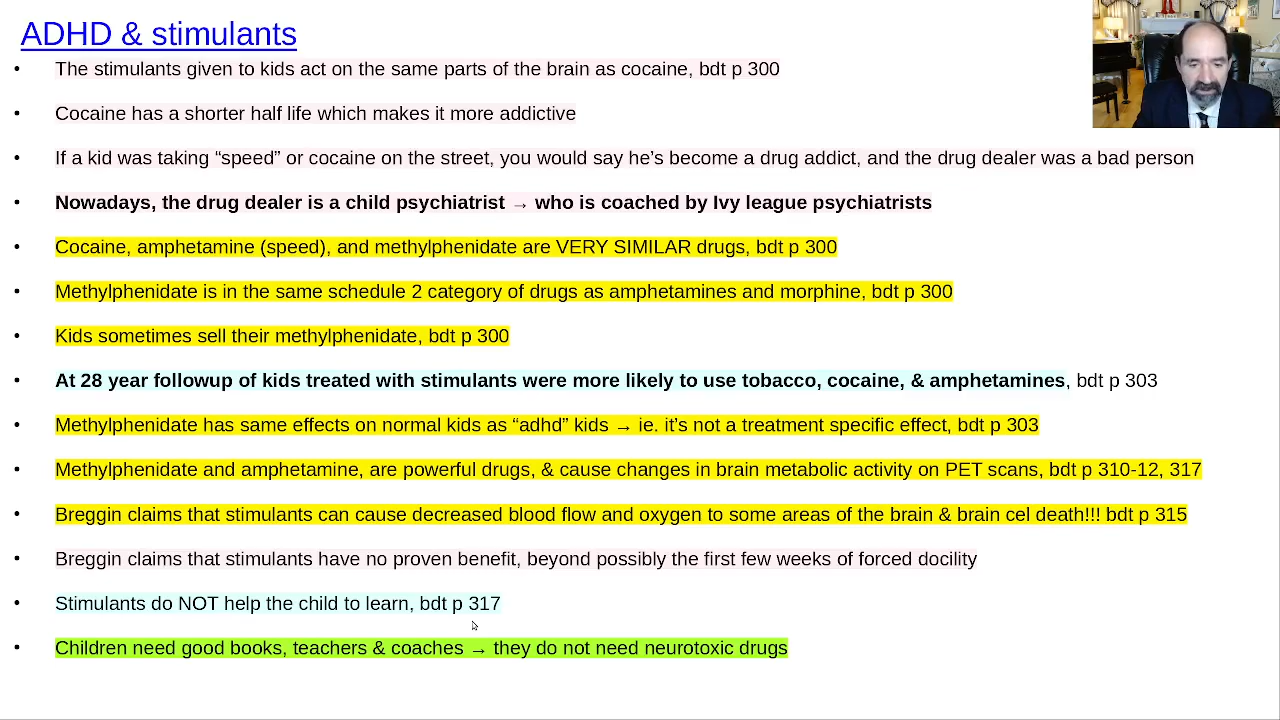 ADHD & stimulants
• The stimulants given to kids act on the same parts of the brain as cocaine, bdt p 300
• Cocaine has a shorter half life which makes it more addictive
• If a kid was taking “speed” or cocaine on the street, you would say he’s become a drug addict, and the drug dealer was a bad person
• Nowadays, the drug dealer is a child psychiatrist → who is coached by Ivy league psychiatrists
• Cocaine, amphetamine (speed), and methylphenidate are VERY SIMILAR drugs, bdt p 300
• Methylphenidate is in the same schedule 2 category of drugs as amphetamines and morphine, bdt p 300
• Kids sometimes sell their methylphenidate, bdt p 300
• At 28 year followup of kids treated with stimulants were more likely to use tobacco, cocaine, & amphetamines, bdt p 303
• Methylphenidate has same effects on normal kids as “adhd” kids → ie. it’s not a treatment specific effect, bdt p 303
• Methylphenidate and amphetamine, are powerful drugs, & cause changes in brain metabolic activity on PET scans, bdt p 310-12, 317
• Breggin claims that stimulants can cause decreased blood flow and oxygen to some areas of the brain & brain cel death!!! bdt p 315
• Breggin claims that stimulants have no proven benefit, beyond possibly the first few weeks of forced docility
• Stimulants do NOT help the child to learn, bdt p 317
• Children need good books, teachers & coaches → they do not need neurotoxic drugs